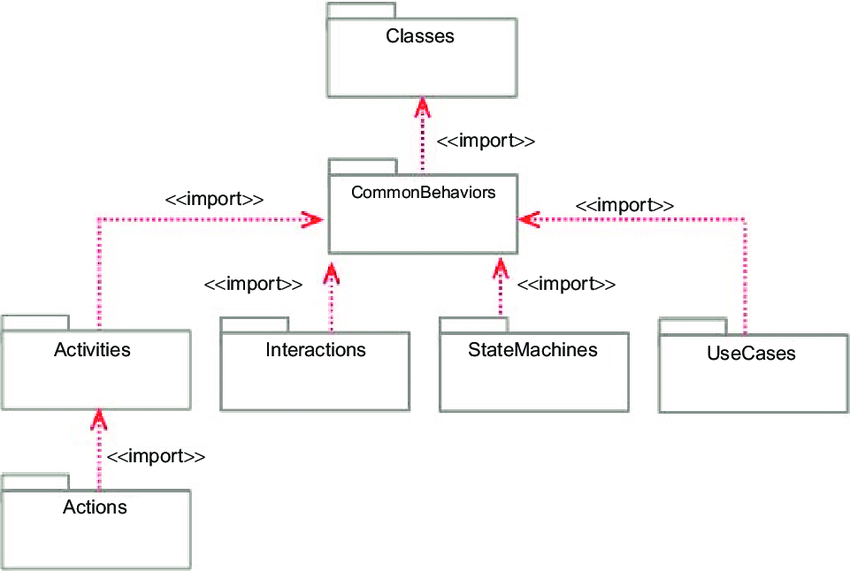 Classes
<<import>>
CommonBehaviors
<<import>>
<<import>>
<<import>>
<<import>>
Activities
Interactions
StateMachines
UseCases
<<import>>
Actions